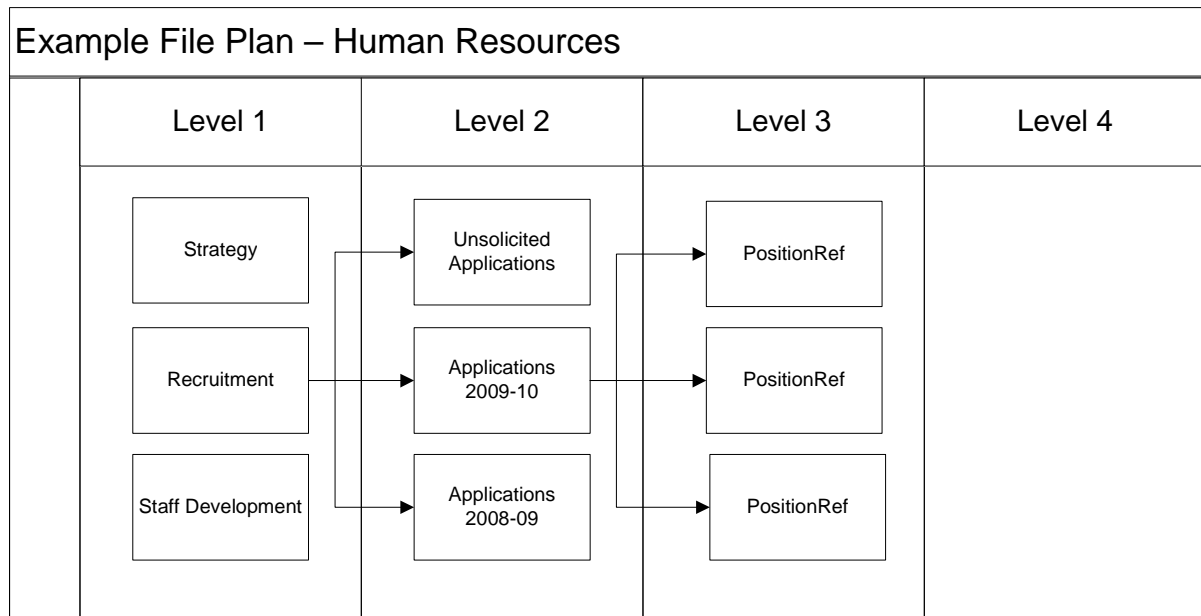 Example File Plan – Human Resources
Level 1
Level 2
Level 3
Level 4
Strategy
Unsolicited
Applications
PositionRef
Recruitment
Applications
2009-10
PositionRef
Staff Development
Applications
2008-09
PositionRef